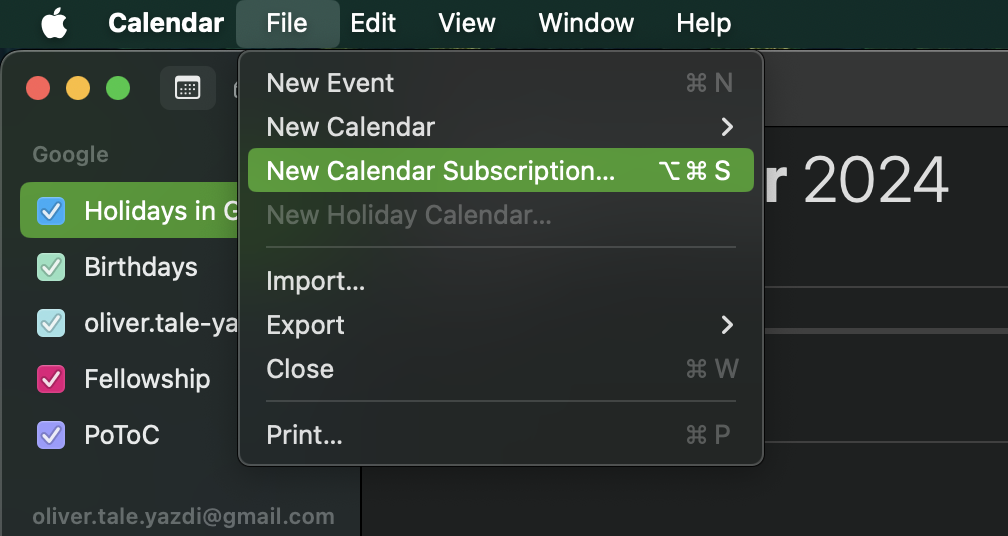 Calendar File Edit View Window Help
New Event ⌘ N
New Calendar
New Calendar Subscription... ⌥⌘ S
New Holiday Calendar...
Import...
Export
Close ⌘ W
Print... ⌘ P
2024
Google
Holidays in
Birthdays
oliver.tale-ya
Fellowship
PoToC
oliver.tale.yazdi@gmail.com